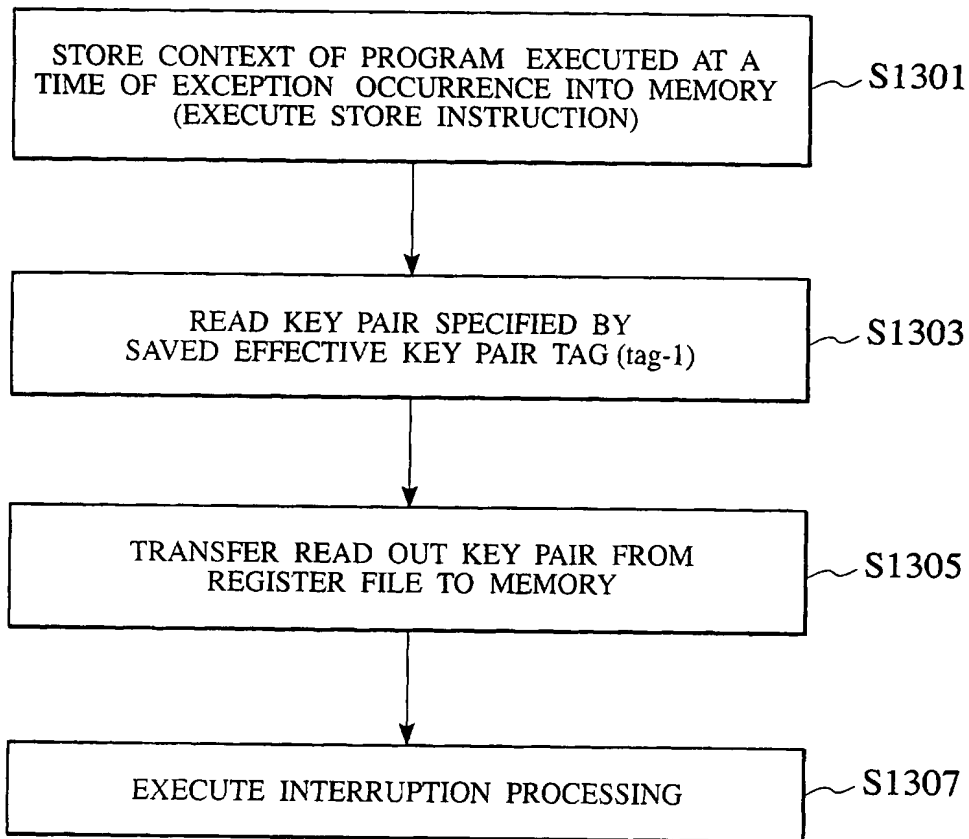 STORE CONTEXT OF PROGRAM EXECUTED AT A
TIME OF EXCEPTION OCCURRENCE INTO MEMORY
(EXECUTE STORE INSTRUCTION)
S1301
READ KEY PAIR SPECIFIED BY
SAVED EFFECTIVE KEY PAIR TAG (tag-1)
S1303
TRANSFER READ OUT KEY PAIR FROM
REGISTER FILE TO MEMORY
S1305
EXECUTE INTERRUPTION PROCESSING
S1307